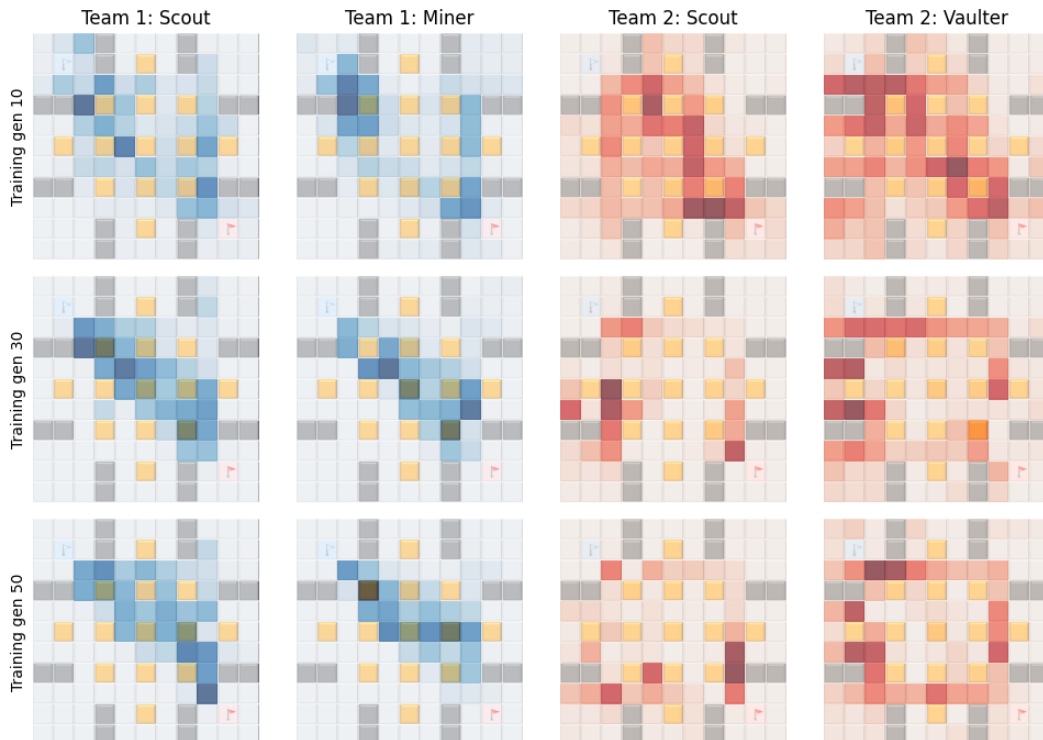 Team 1: Scout
Team 1: Miner
Team 2: Scout
Team 2: Vaulter
Training gen 10
Training gen 30
Training gen 50